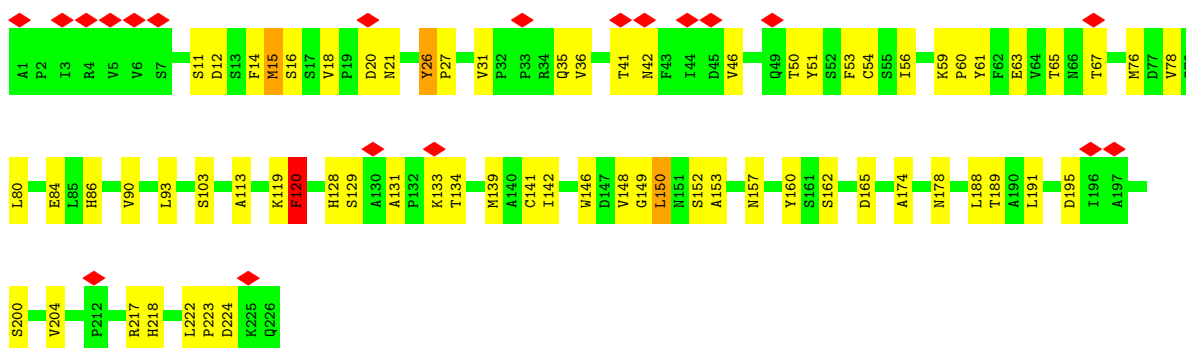 A1 P2 I3 R4 V5 V6 S7 S11 D12 S13 F14 M15 S16 S17 V18 P19 D20 N21 Y26 P27 V31 P32 P33 R34 Q35 V36 T41 N42 F43 I44 D45 V46 Q49 T50 Y51 S52 F53 C54 S55 I56 K59 P60 Y61 F62 E63 V64 T65 N66 T67 M76 D77 V78
L80 E84 L85 H86 V90 L93 S103 A113 K119 F120 H128 S129 A130 A131 P132 K133 T134 M139 A140 C141 I142 W146 D147 V148 G149 L150 N151 S152 A153 N157 Y160 S161 S162 D165 A174 N178 L188 T189 A190 L191 D195 I196 A197
S200 V204 P212 R217 H218 L222 P223 D224 K225 Q226